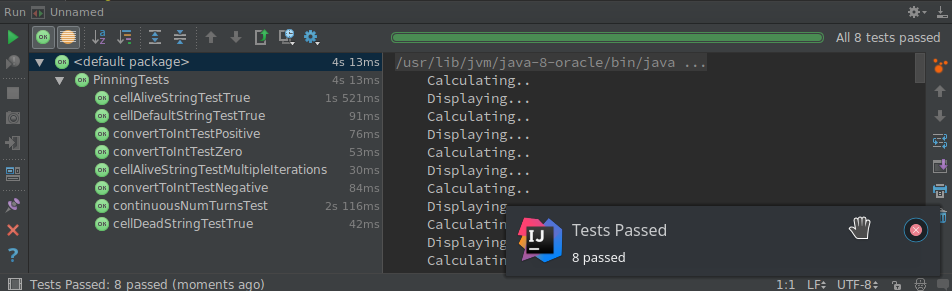 Run Unnamed
All 8 tests passed
<default package> 4s 13ms
PinningTests 4s 13ms
OK cellAliveStringTestTrue 1s 521ms
OK cellDefaultStringTestTrue 91ms
OK convertToIntTestPositive 76ms
OK convertToIntTestZero 53ms
OK cellAliveStringTestMultipleIterations 30ms
OK convertToIntTestNegative 84ms
OK continuousNumTurnsTest 2s 116ms
OK cellDeadStringTestTrue 42ms
/usr/lib/jvm/java-8-oracle/bin/java ...
Calculating..
Displaying...
Calculating..
Displaying...
Calculating..
Displaying...
Calculating..
Displaying
Calculating
Displaying
Calculating
IJ
Tests Passed
8 passed
Tests Passed: 8 passed (moments ago)
1:1 LF UTF-8